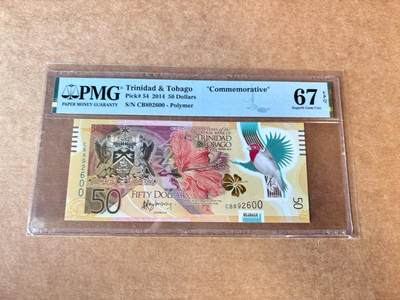 PMG
PAPER MONEY GUARANTY
Trinidad & Tobago
Pick# 54 2014 50 Dollars
S/N CB892600 - Polymer
"Commemorative"
67 EPQ
Superb Gem Unc
CENTRAL BANK OF
TRINIDAD
TOBAGO
CB892600
50
FIFTY DOLLARS
CB892600
50